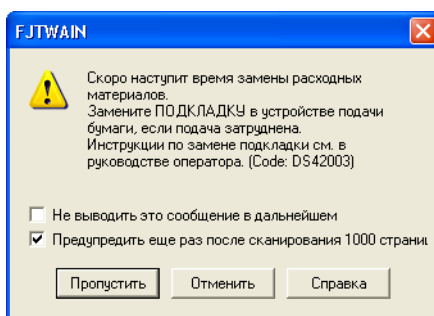 FJTWAIN
Скоро наступит время замены расходных
материалов.
Замените ПОДКЛАДКУ в устройстве подачи
бумаги, если подача затруднена.
Инструкции по замене подкладки см. в
руководстве оператора. (Code: DS42003)
Не выводить это сообщение в дальнейшем
Предупредить еще раз после сканирования 1000 страниц
Пропустить Отменить Справка